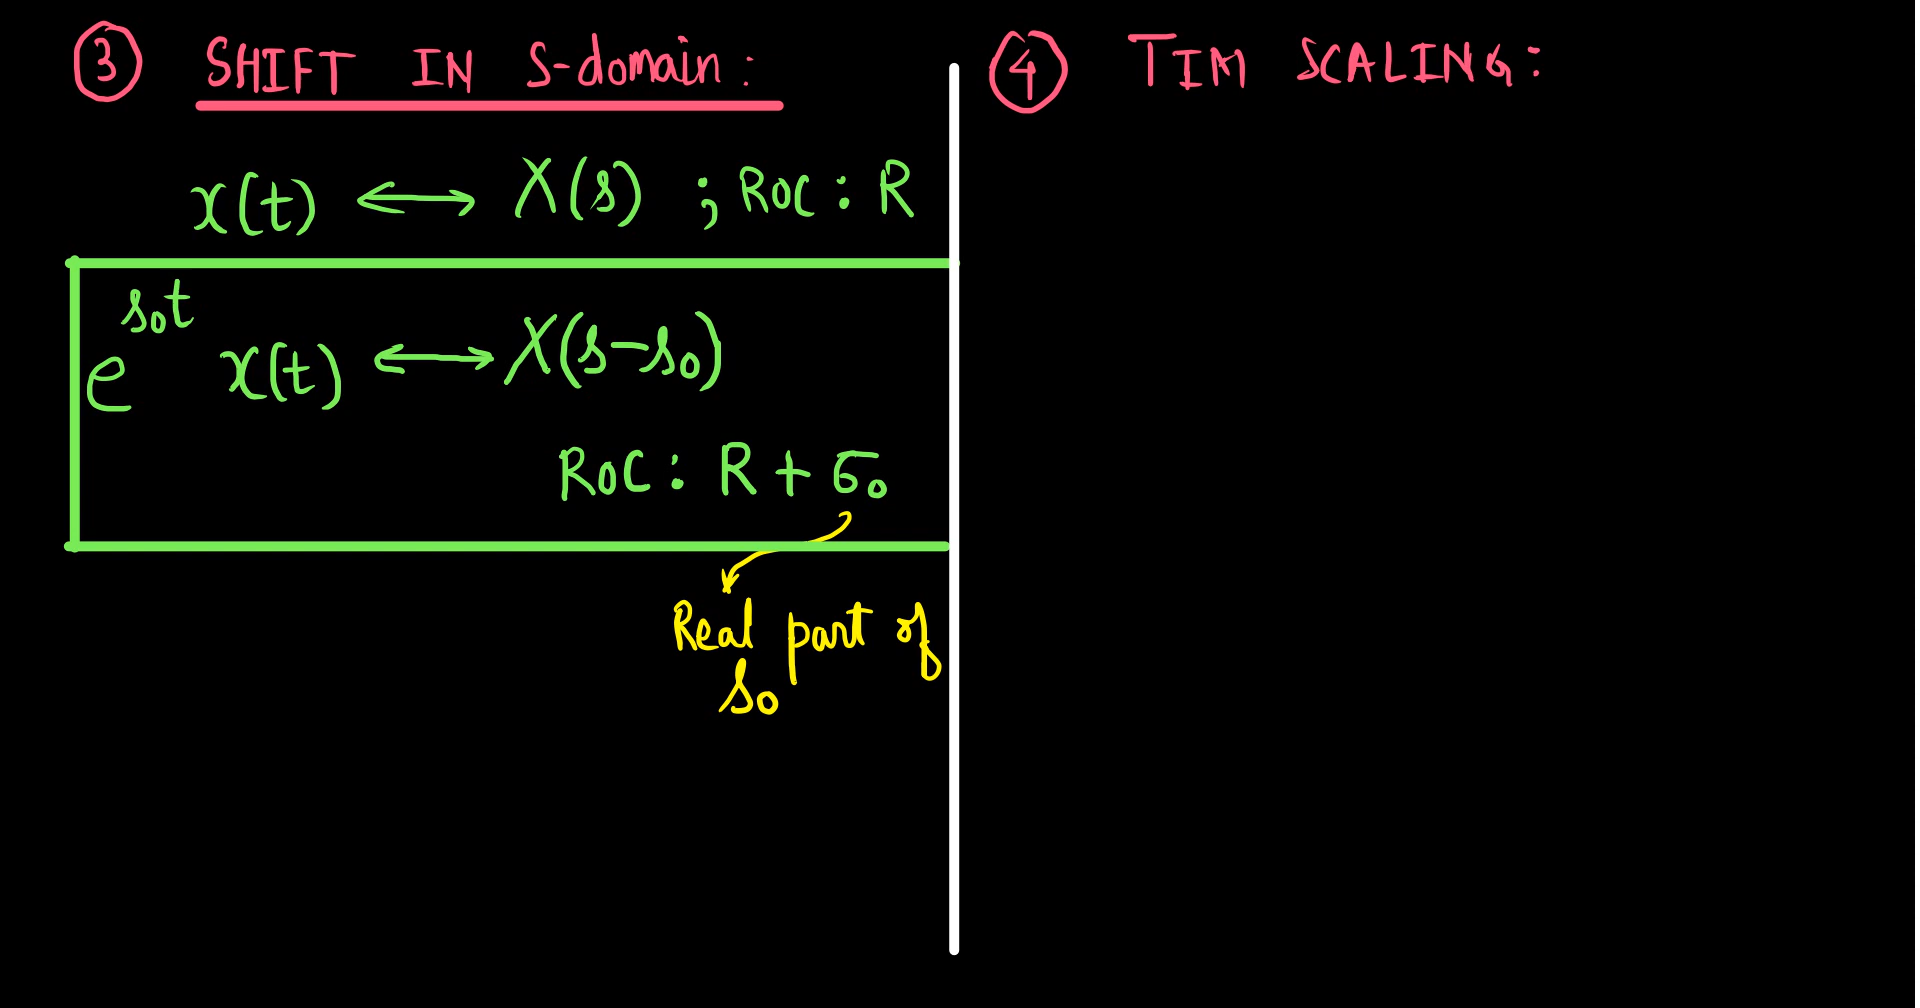 ③ SHIFT IN S-domain:
x(t) ⟷ X(s) ; ROC: R
e^{s₀t} x(t) ⟷ X(s-s₀)
ROC: R + σ₀
Real part of
s₀
④ TIM SCALING: